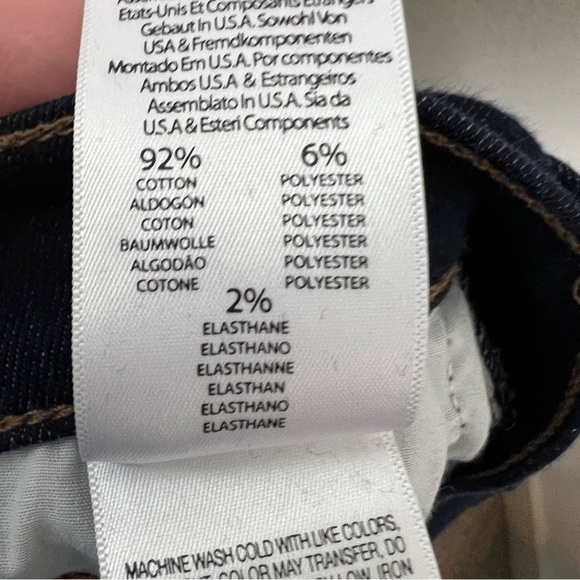 Etats-Unis Et Composants Etrangers
Gebaut In U.S.A. Sowohl Von
USA & Fremdkomponenten
Montado Em U.S.A. Por componentes
Ambos U.S.A & Estrangeiros
Assemblato In U.S.A. Sia da
U.S.A & Esteri Components
92% 6%
COTTON POLYESTER
ALDOGÓN POLYESTER
COTON POLYESTER
BAUMWOLLE POLYESTER
ALGODÃO POLYESTER
COTONE POLYESTER
2%
ELASTHANE
ELASTHANO
ELASTHANNE
ELASTHAN
ELASTHANO
ELASTHANE
MACHINE WASH COLD WITH LIKE COLORS,
COLOR MAY TRANSFER, DO
LOW, IRON